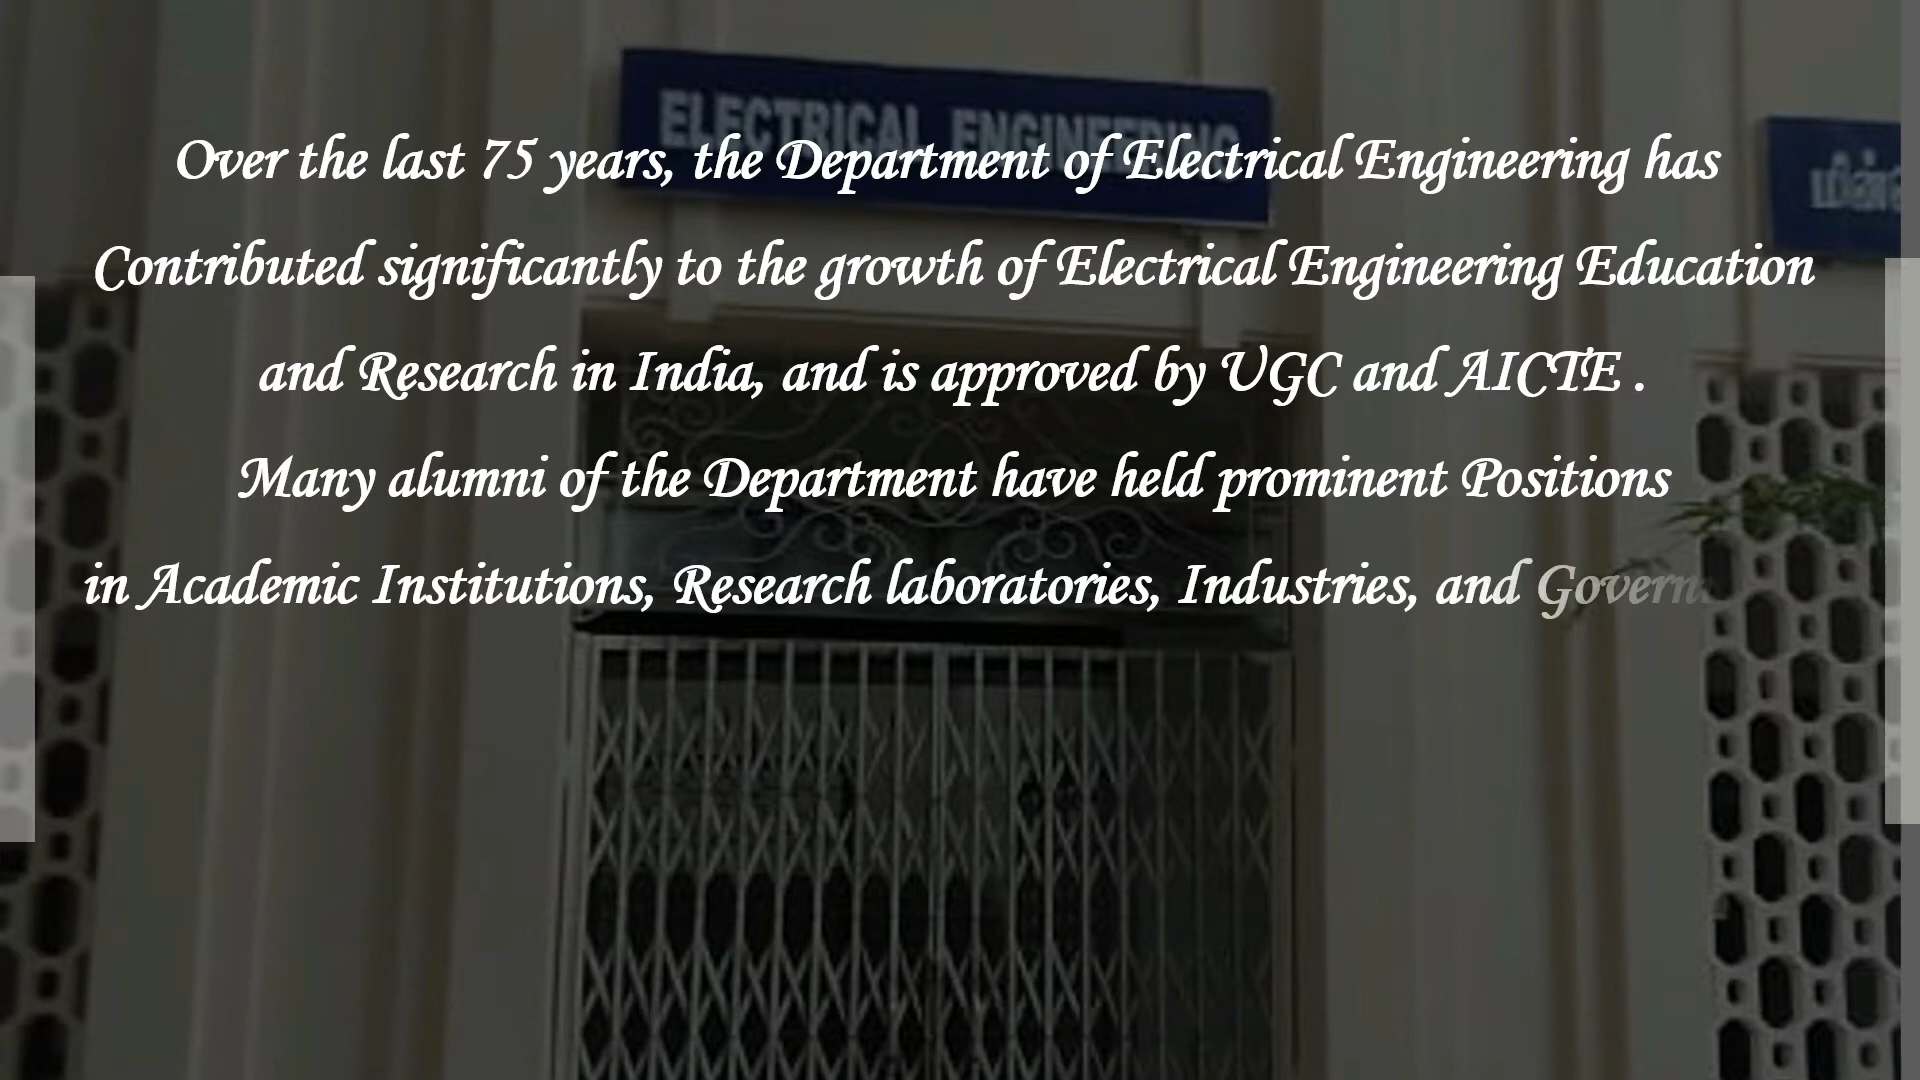 ELECTRICAL ENGINEERING
Over the last 75 years, the Department of Electrical Engineering has
Contributed significantly to the growth of Electrical Engineering Education
and Research in India, and is approved by UGC and AICTE .
Many alumni of the Department have held prominent Positions
in Academic Institutions, Research laboratories, Industries, and